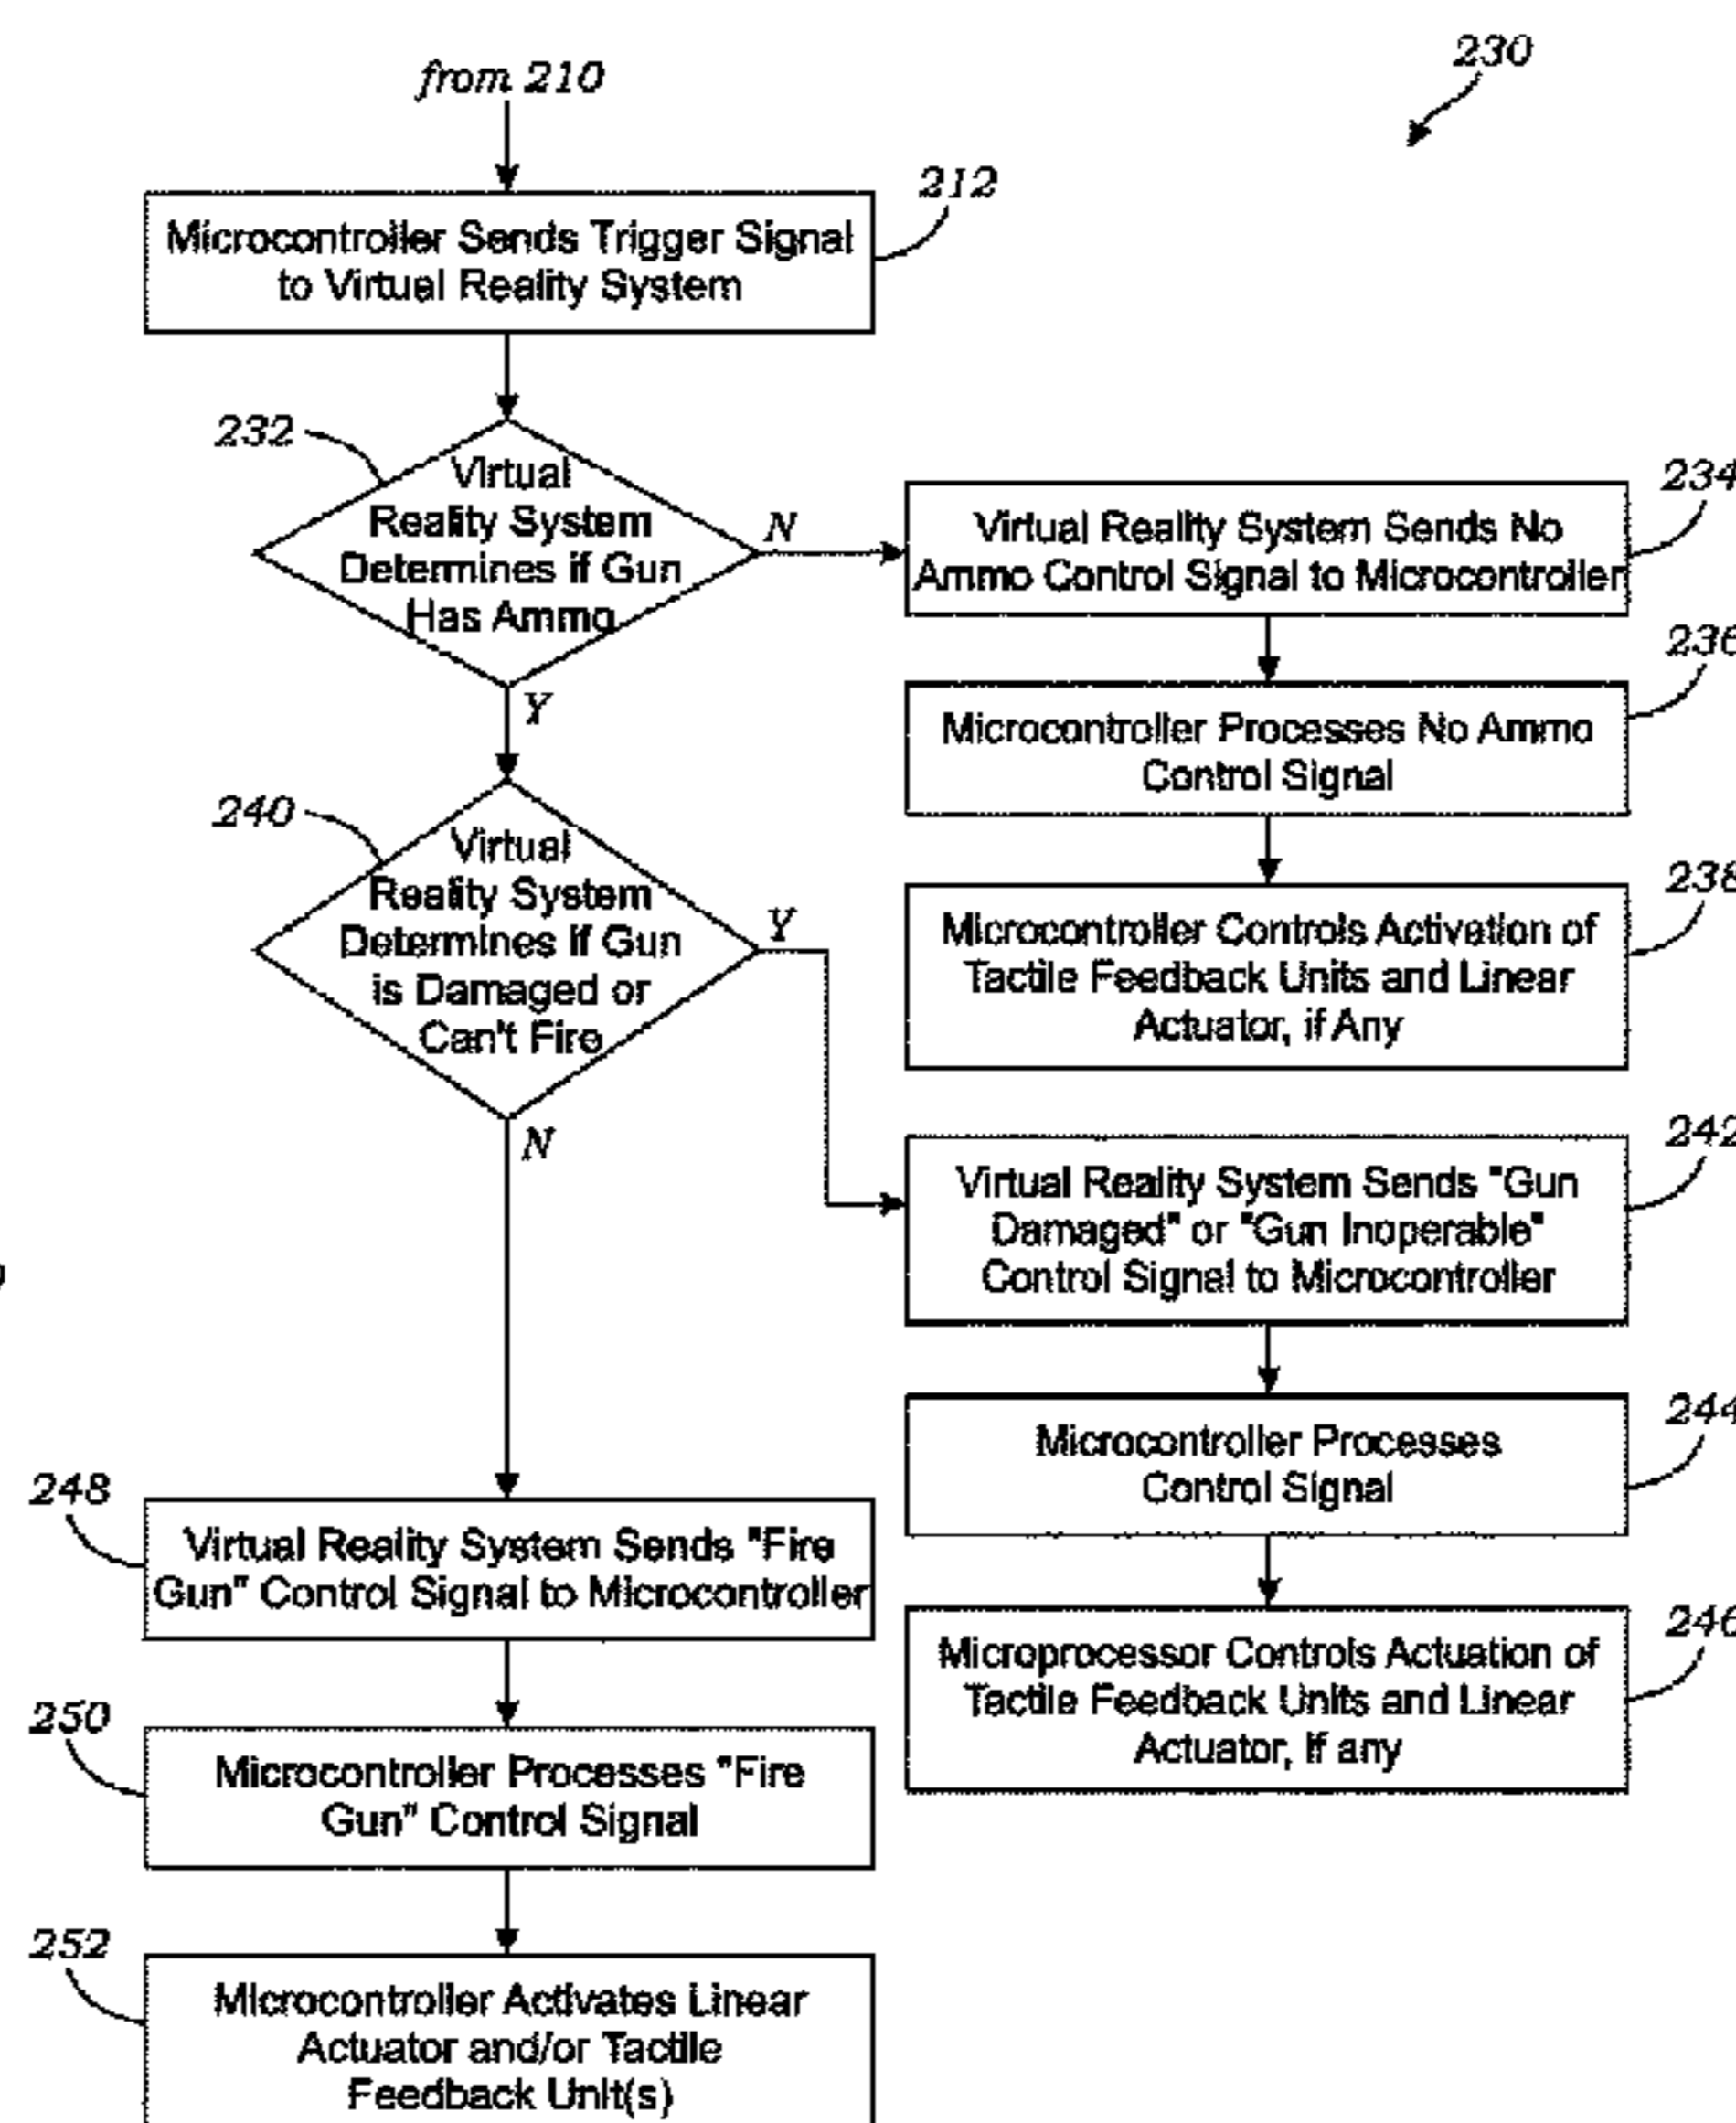 from 210
230
212
Microcontroller Sends Trigger Signal
to Virtual Reality System
232
Virtual
Reality System
Determines if Gun
Has Ammo
N
Y
234
Virtual Reality System Sends No
Ammo Control Signal to Microcontroller
236
Microcontroller Processes No Ammo
Control Signal
238
Microcontroller Controls Activation of
Tactile Feedback Units and Linear
Actuator, if Any
240
Virtual
Reality System
Determines if Gun
is Damaged or
Can't Fire
Y
N
242
Virtual Reality System Sends "Gun
Damaged" or "Gun Inoperable"
Control Signal to Microcontroller
244
Microcontroller Processes
Control Signal
246
Microprocessor Controls Actuation of
Tactile Feedback Units and Linear
Actuator, if any
248
Virtual Reality System Sends "Fire
Gun" Control Signal to Microcontroller
250
Microcontroller Processes "Fire
Gun" Control Signal
252
Microcontroller Activates Linear
Actuator and/or Tactile
Feedback Unit(s)